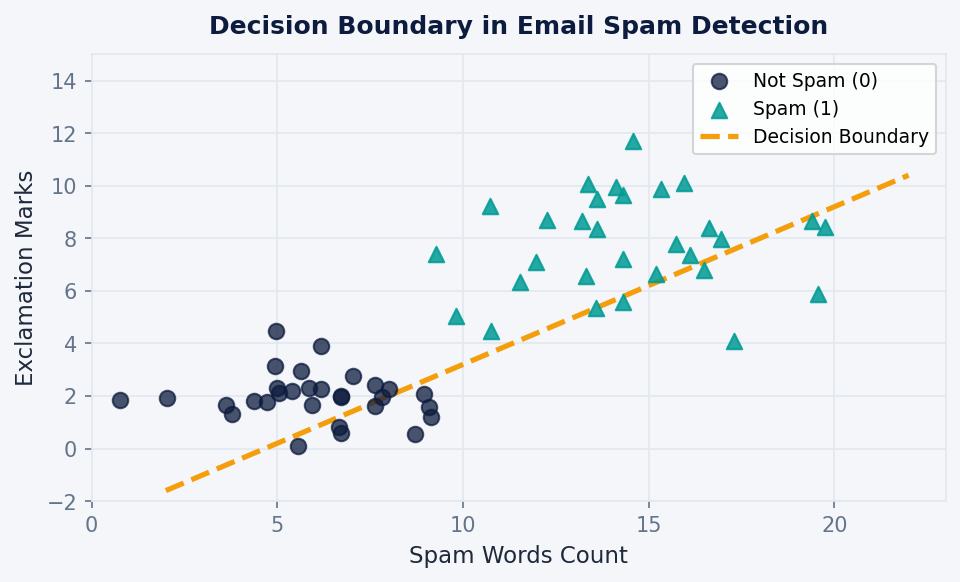 Decision Boundary in Email Spam Detection
Not Spam (0)
Spam (1)
Decision Boundary
Exclamation Marks
14
12
10
8
6
4
2
0
−2
0 5 10 15 20
Spam Words Count